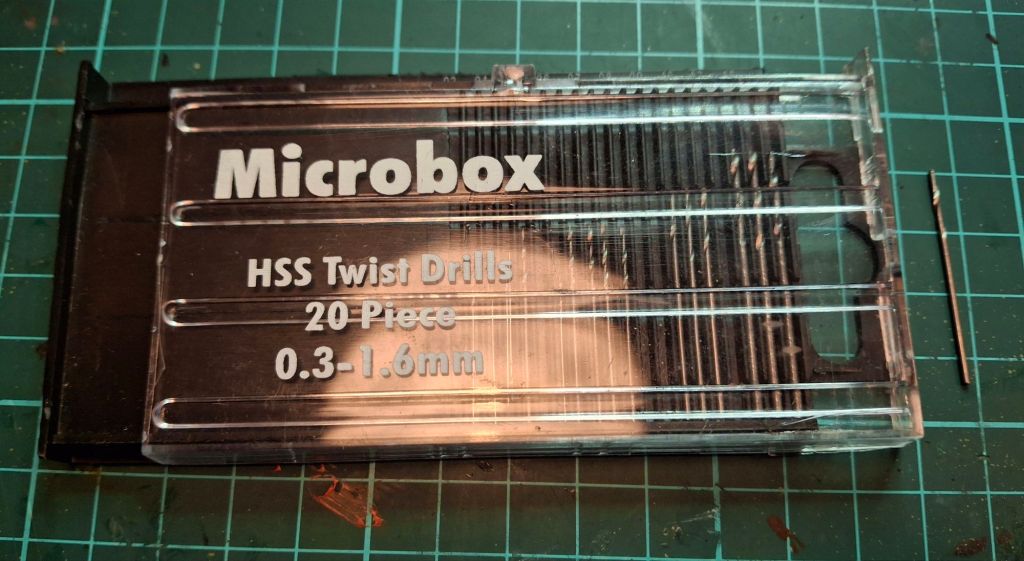 Microbox
HSS Twist Drills
20 Piece
0.3-1.6mm